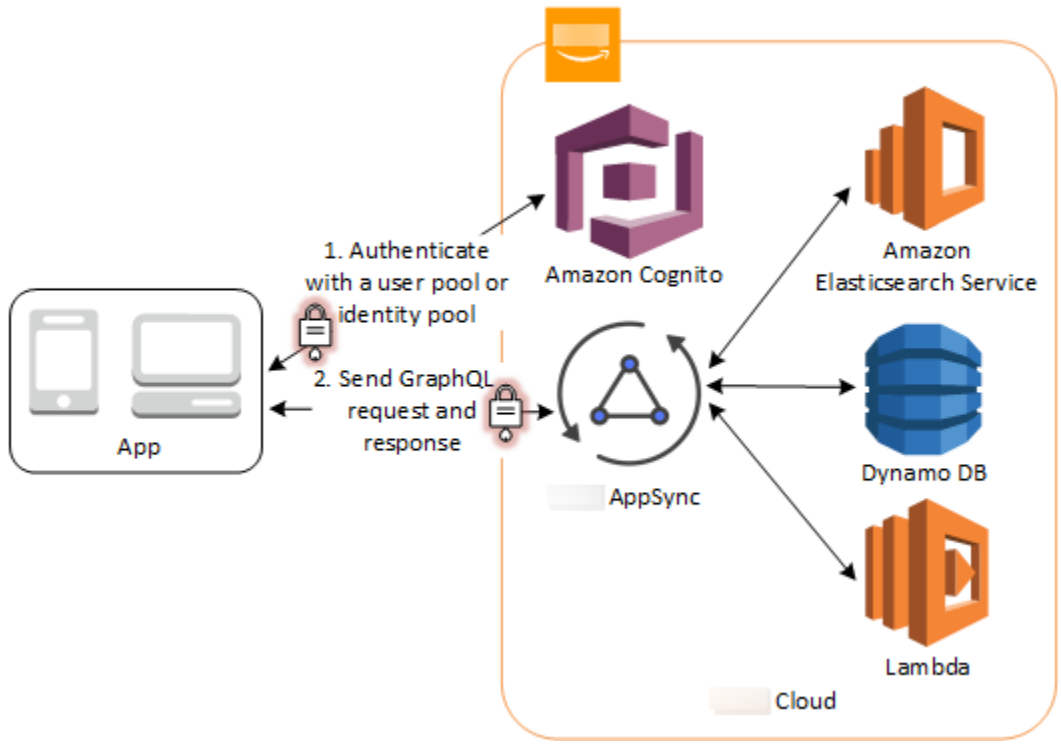 1. Authenticate
with a user pool or
identity pool
2. Send GraphQL
request and
response
App
Amazon Cognito
AppSync
Amazon
Elasticsearch Service
Dynamo DB
Lambda
Cloud